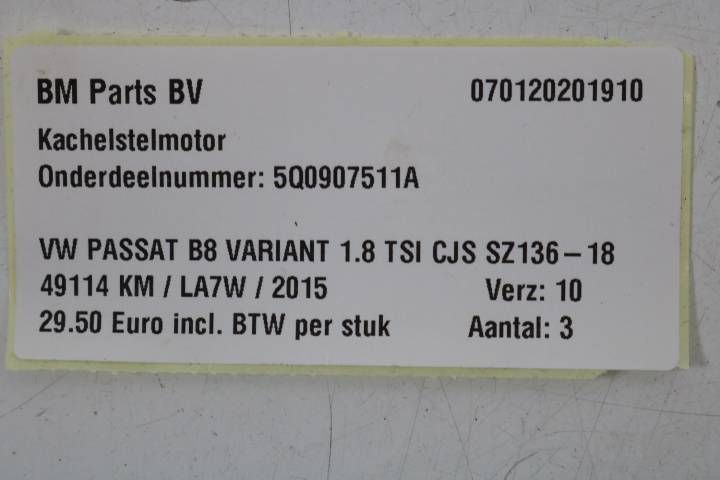 BM Parts BV 070120201910
Kachelstelmotor
Onderdeelnummer: 5Q0907511A
VW PASSAT B8 VARIANT 1.8 TSI CJS SZ136-18
49114 KM / LA7W / 2015 Verz: 10
29.50 Euro incl. BTW per stuk Aantal: 3